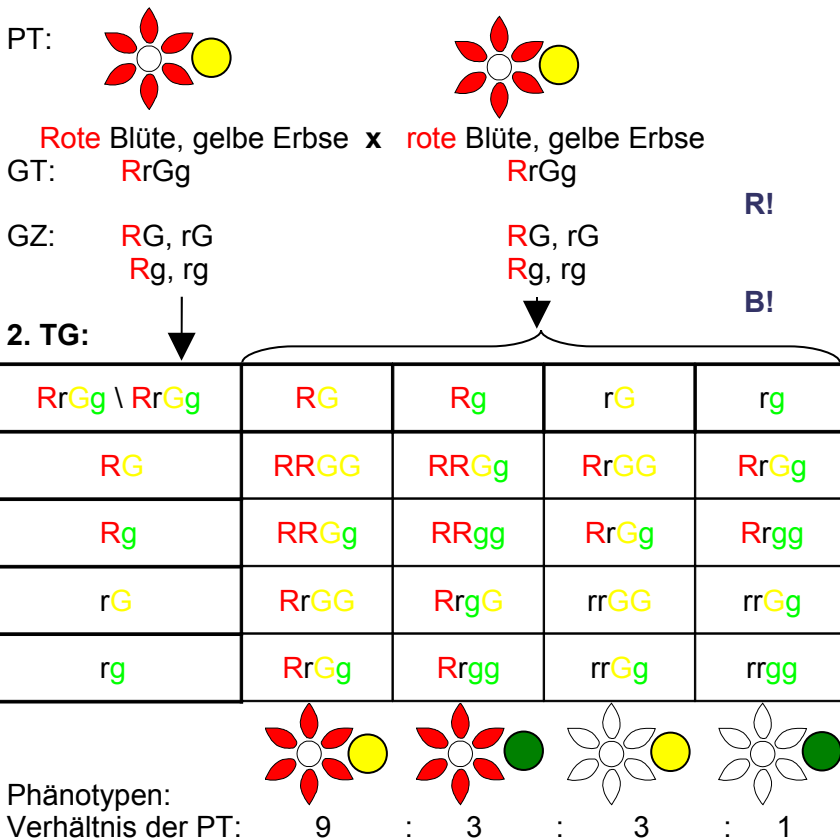 PT:
Rote Blüte, gelbe Erbse x rote Blüte, gelbe Erbse
GT: RrGg RrGg
R!
GZ: RG, rG RG, rG
Rg, rg Rg, rg
B!
2. TG:
RrGg \ RrGg RG Rg rG rg
RG RRGG RRGg RrGG RrGg
Rg RRGg RRgg RrGg Rrgg
rG RrGG RrgG rrGG rrGg
rg RrGg Rrgg rrGg rrgg
Phänotypen:
Verhältnis der PT: 9 : 3 : 3 : 1